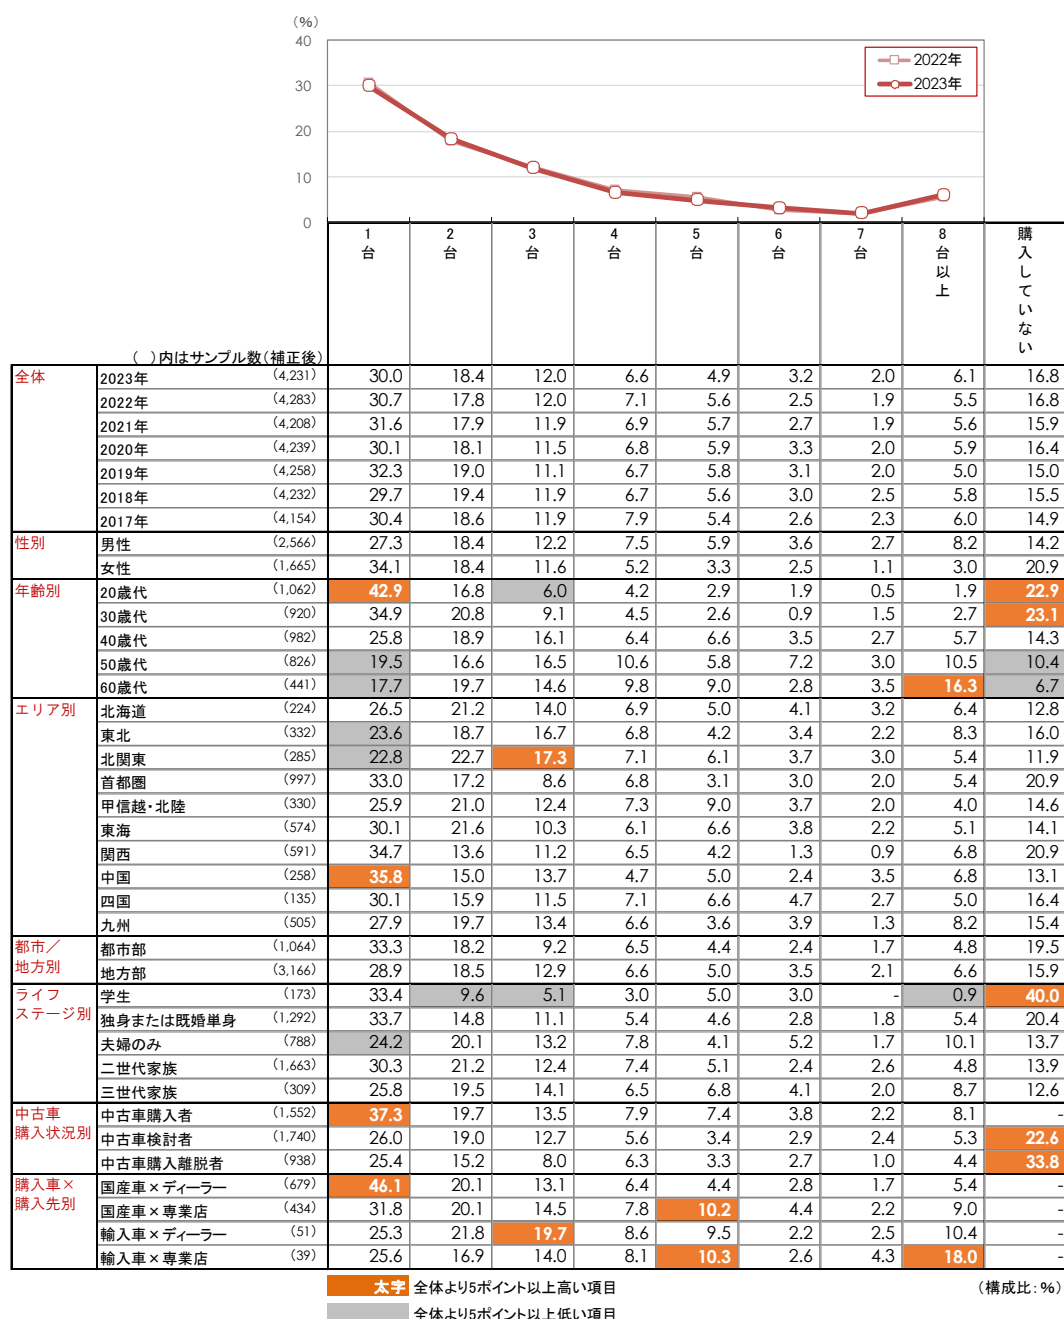 (%)
40
30
20
10
0
2022年
2023年
1台
2台
3台
4台
5台
6台
7台
8台以上
購入していない
( )内はサンプル数(補正後)
全体 2023年 (4,231) 30.0 18.4 12.0 6.6 4.9 3.2 2.0 6.1 16.8
2022年 (4,283) 30.7 17.8 12.0 7.1 5.6 2.5 1.9 5.5 16.8
2021年 (4,208) 31.6 17.9 11.9 6.9 5.7 2.7 1.9 5.6 15.9
2020年 (4,239) 30.1 18.1 11.5 6.8 5.9 3.3 2.0 5.9 16.4
2019年 (4,258) 32.3 19.0 11.1 6.7 5.8 3.1 2.0 5.0 15.0
2018年 (4,232) 29.7 19.4 11.9 6.7 5.6 3.0 2.5 5.8 15.5
2017年 (4,154) 30.4 18.6 11.9 7.9 5.4 2.6 2.3 6.0 14.9
性別 男性 (2,566) 27.3 18.4 12.2 7.5 5.9 3.6 2.7 8.2 14.2
女性 (1,665) 34.1 18.4 11.6 5.2 3.3 2.5 1.1 3.0 20.9
年齢別 20歳代 (1,062) 42.9 16.8 6.0 4.2 2.9 1.9 0.5 1.9 22.9
30歳代 (920) 34.9 20.8 9.1 4.5 2.6 0.9 1.5 2.7 23.1
40歳代 (982) 25.8 18.9 16.1 6.4 6.6 3.5 2.7 5.7 14.3
50歳代 (826) 19.5 16.6 16.5 10.6 5.8 7.2 3.0 10.5 10.4
60歳代 (441) 17.7 19.7 14.6 9.8 9.0 2.8 3.5 16.3 6.7
エリア別 北海道 (224) 26.5 21.2 14.0 6.9 5.0 4.1 3.2 6.4 12.8
東北 (332) 23.6 18.7 16.7 6.8 4.2 3.4 2.2 8.3 16.0
北関東 (285) 22.8 22.7 17.3 7.1 6.1 3.7 3.0 5.4 11.9
首都圏 (997) 33.0 17.2 8.6 6.8 3.1 3.0 2.0 5.4 20.9
甲信越・北陸 (330) 25.9 21.0 12.4 7.3 9.0 3.7 2.0 4.0 14.6
東海 (574) 30.1 21.6 10.3 6.1 6.6 3.8 2.2 5.1 14.1
関西 (591) 34.7 13.6 11.2 6.5 4.2 1.3 0.9 6.8 20.9
中国 (258) 35.8 15.0 13.7 4.7 5.0 2.4 3.5 6.8 13.1
四国 (135) 30.1 15.9 11.5 7.1 6.6 4.7 2.7 5.0 16.4
九州 (505) 27.9 19.7 13.4 6.6 3.6 3.9 1.3 8.2 15.4
都市／ 都市部 (1,064) 33.3 18.2 9.2 6.5 4.4 2.4 1.7 4.8 19.5
地方別 地方部 (3,166) 28.9 18.5 12.9 6.6 5.0 3.5 2.1 6.6 15.9
ライフ 学生 (173) 33.4 9.6 5.1 3.0 5.0 3.0 - 0.9 40.0
ステージ別 独身または既婚単身 (1,292) 33.7 14.8 11.1 5.4 4.6 2.8 1.8 5.4 20.4
夫婦のみ (788) 24.2 20.1 13.2 7.8 5.2 4.1 1.7 10.1 13.7
二世代家族 (1,663) 30.3 21.2 12.4 7.4 5.1 2.4 2.6 4.8 13.9
三世代家族 (309) 25.8 19.5 14.1 6.5 6.8 4.1 2.0 8.7 12.6
中古車 中古車購入者 (1,552) 37.3 19.7 13.5 7.9 7.4 3.8 2.2 8.1 -
購入状況別 中古車検討者 (1,740) 26.0 19.0 12.7 5.6 3.4 2.9 2.4 5.3 22.6
中古車購入離脱者 (938) 25.4 15.2 8.0 6.3 3.3 2.7 1.0 4.4 33.8
購入車× 国産車×ディーラー (679) 46.1 20.1 13.1 6.4 4.4 2.8 1.7 5.4 -
購入先別 国産車×専業店 (434) 31.8 20.1 14.5 7.8 10.2 4.4 2.2 9.0 -
輸入車×ディーラー (51) 25.3 21.8 19.7 8.6 9.5 2.2 2.5 10.4 -
輸入車×専業店 (39) 25.6 16.9 14.0 8.1 10.3 2.6 4.3 18.0 -
太字 全体より5ポイント以上高い項目 (構成比:%)
全体より5ポイント以上低い項目